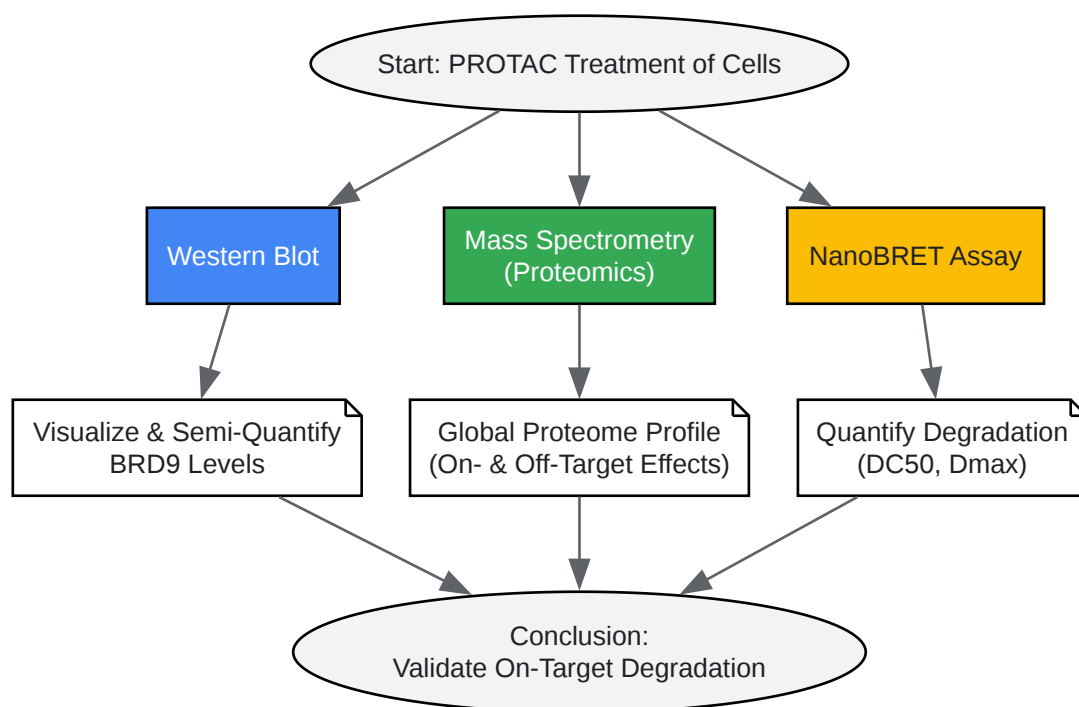 Start: PROTAC Treatment of Cells
Western Blot
Mass Spectrometry
(Proteomics)
NanoBRET Assay
Visualize & Semi-Quantify
BRD9 Levels
Global Proteome Profile
(On- & Off-Target Effects)
Quantify Degradation
(DC50, Dmax)
Conclusion:
Validate On-Target Degradation